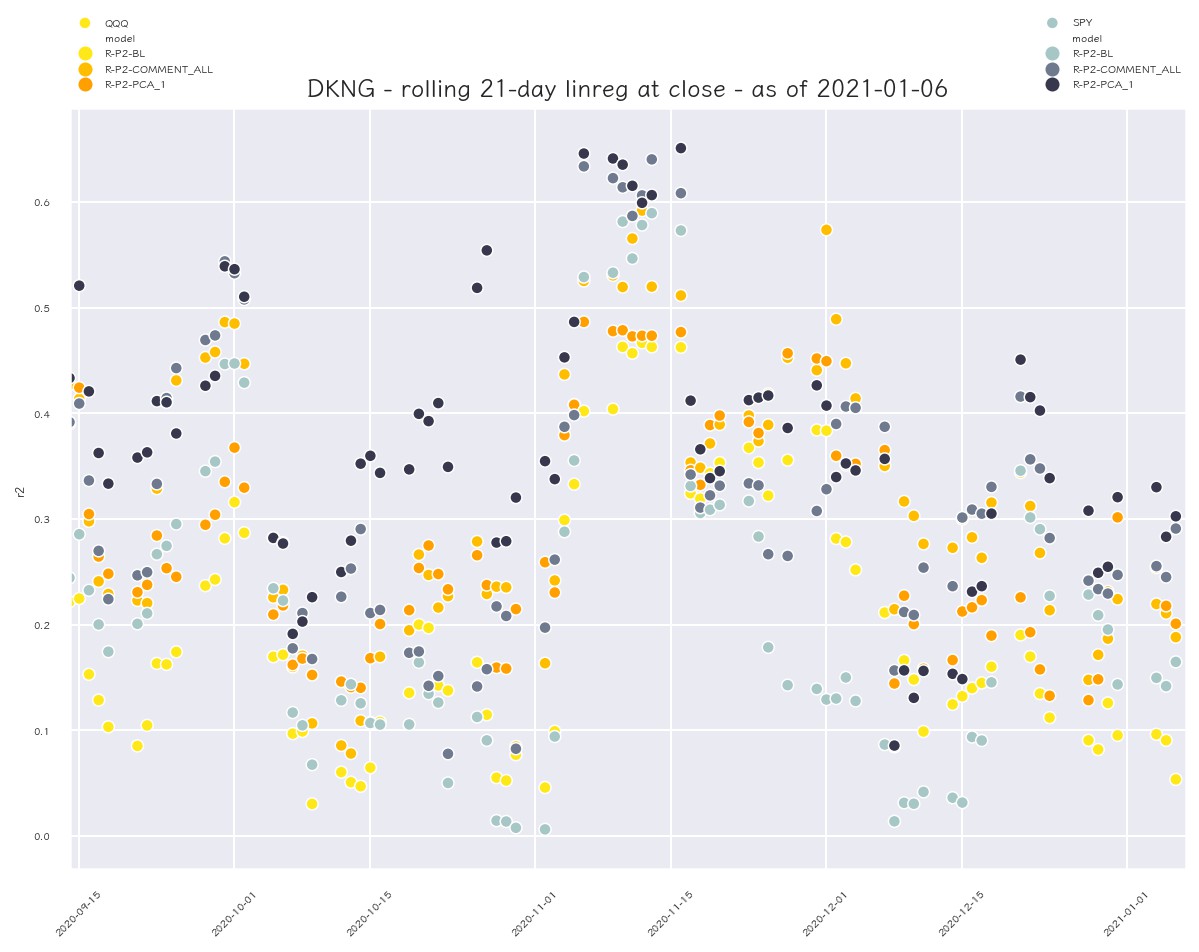 QQQ
model
R-P2-BL
R-P2-COMMENT_ALL
R-P2-PCA_1
SPY
model
R-P2-BL
R-P2-COMMENT_ALL
R-P2-PCA_1
DKNG - rolling 21-day linreg at close - as of 2021-01-06
0.6
0.5
0.4
0.3
0.2
0.1
0.0
r2
2020-09-15
2020-10-01
2020-10-15
2020-11-01
2020-11-15
2020-12-01
2020-12-15
2021-01-01